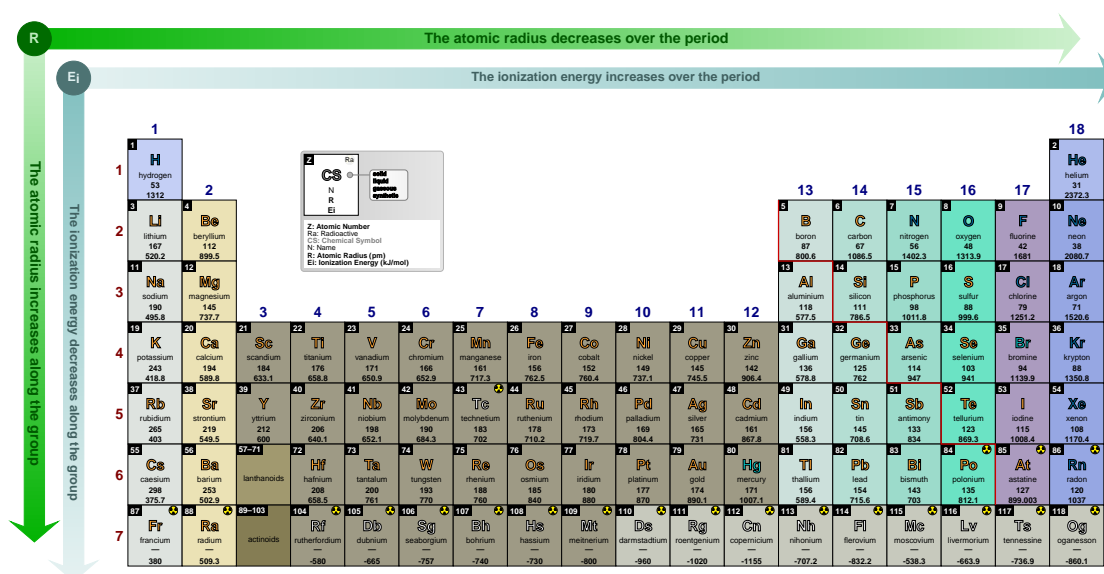 R
The atomic radius decreases over the period
Ei
The ionization energy increases over the period
The atomic radius increases along the group
The ionization energy decreases along the group
1 18
1 2
H He
hydrogen helium
53 31
1312 2372.3
Z Ra
CS
solid
liquid
gaseous
synthetic
N
R
Ei
Z: Atomic Number
Ra: Radioactive
CS: Chemical Symbol
N: Name
R: Atomic Radius (pm)
Ei: Ionization Energy (kJ/mol)
1
2 13 14 15 16 17
3 4 5 6 7 8 9 10
2 Li Be B C N O F Ne
lithium beryllium boron carbon nitrogen oxygen fluorine neon
167 112 87 67 56 48 42 38
520.2 899.5 800.6 1086.5 1402.3 1313.9 1681 2080.7
11 12 13 14 15 16 17 18
3 Na Mg Al Si P S Cl Ar
sodium magnesium aluminium silicon phosphorus sulfur chlorine argon
190 145 118 111 98 88 79 71
495.8 737.7 577.5 786.5 1011.8 999.6 1251.2 1520.6
3 4 5 6 7 8 9 10 11 12
19 20 21 22 23 24 25 26 27 28 29 30 31 32 33 34 35 36
4 K Ca Sc Ti V Cr Mn Fe Co Ni Cu Zn Ga Ge As Se Br Kr
potassium calcium scandium titanium vanadium chromium manganese iron cobalt nickel copper zinc gallium germanium arsenic selenium bromine krypton
243 194 184 176 171 166 161 156 152 149 145 142 136 125 114 103 94 88
418.8 589.8 633.1 658.8 650.9 652.9 717.3 762.5 760.4 737.1 745.5 906.4 578.8 762 947 941 1139.9 1350.8
37 38 39 40 41 42 43 44 45 46 47 48 49 50 51 52 53 54
5 Rb Sr Y Zr Nb Mo Tc Ru Rh Pd Ag Cd In Sn Sb Te I Xe
rubidium strontium yttrium zirconium niobium molybdenum technetium ruthenium rhodium palladium silver cadmium indium tin antimony tellurium iodine xenon
265 219 212 206 198 190 183 178 173 169 165 161 156 145 133 123 115 108
403 549.5 600 640.1 652.1 684.3 702 710.2 719.7 804.4 731 867.8 558.3 708.6 834 869.3 1008.4 1170.4
55 56 57–71 72 73 74 75 76 77 78 79 80 81 82 83 84 85 86
6 Cs Ba lanthanoids Hf Ta W Re Os Ir Pt Au Hg Tl Pb Bi Po At Rn
caesium barium hafnium tantalum tungsten rhenium osmium iridium platinum gold mercury thallium lead bismuth polonium astatine radon
298 253 208 200 193 188 185 180 177 174 171 156 154 143 135 127 120
375.7 502.9 658.5 761 770 760 840 880 870 890.1 1007.1 589.4 715.6 703 812.1 899.003 1037
87 88 89–103 104 105 106 107 108 109 110 111 112 113 114 115 116 117 118
7 Fr Ra actinoids Rf Db Sg Bh Hs Mt Ds Rg Cn Nh Fl Mc Lv Ts Og
francium radium rutherfordium dubnium seaborgium bohrium hassium meitnerium darmstadtium roentgenium copernicium nihonium flerovium moscovium livermorium tennessine oganesson
— — — — — — — — — — — — — — — — —
380 509.3 -580 -665 -757 -740 -730 -800 -960 -1020 -1155 -707.2 -832.2 -538.3 -663.9 -736.9 -860.1